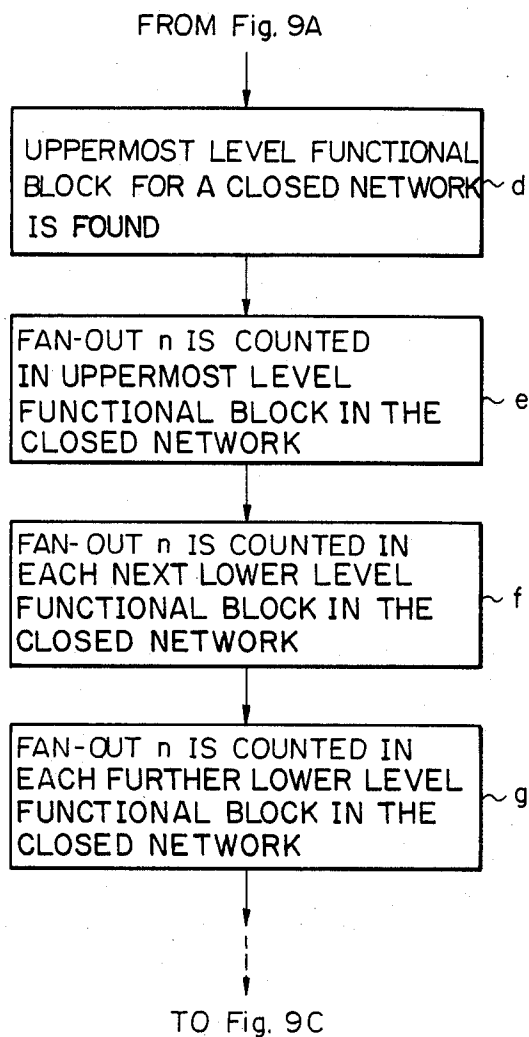 FROM Fig. 9A
UPPERMOST LEVEL FUNCTIONAL
BLOCK FOR A CLOSED NETWORK
IS FOUND
d
FAN-OUT n IS COUNTED
IN UPPERMOST LEVEL
FUNCTIONAL BLOCK IN THE
CLOSED NETWORK
e
FAN-OUT n IS COUNTED IN
EACH NEXT LOWER LEVEL
FUNCTIONAL BLOCK IN THE
CLOSED NETWORK
f
FAN-OUT n IS COUNTED IN
EACH FURTHER LOWER LEVEL
FUNCTIONAL BLOCK IN THE
CLOSED NETWORK
g
TO Fig. 9C